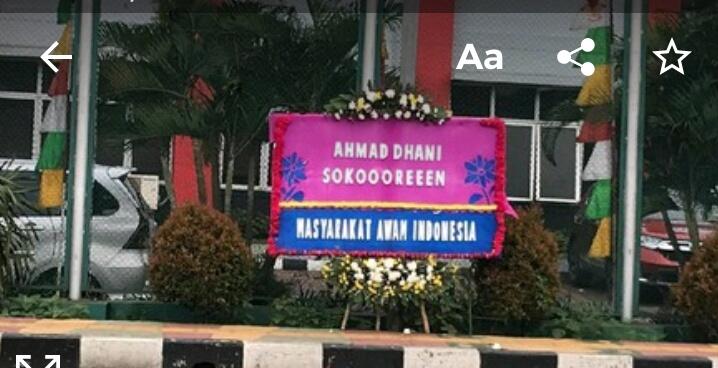 Aa
AHMAD DHANI
SOKOOOREEEN
MASYARAKAT AWAM INDONESIA